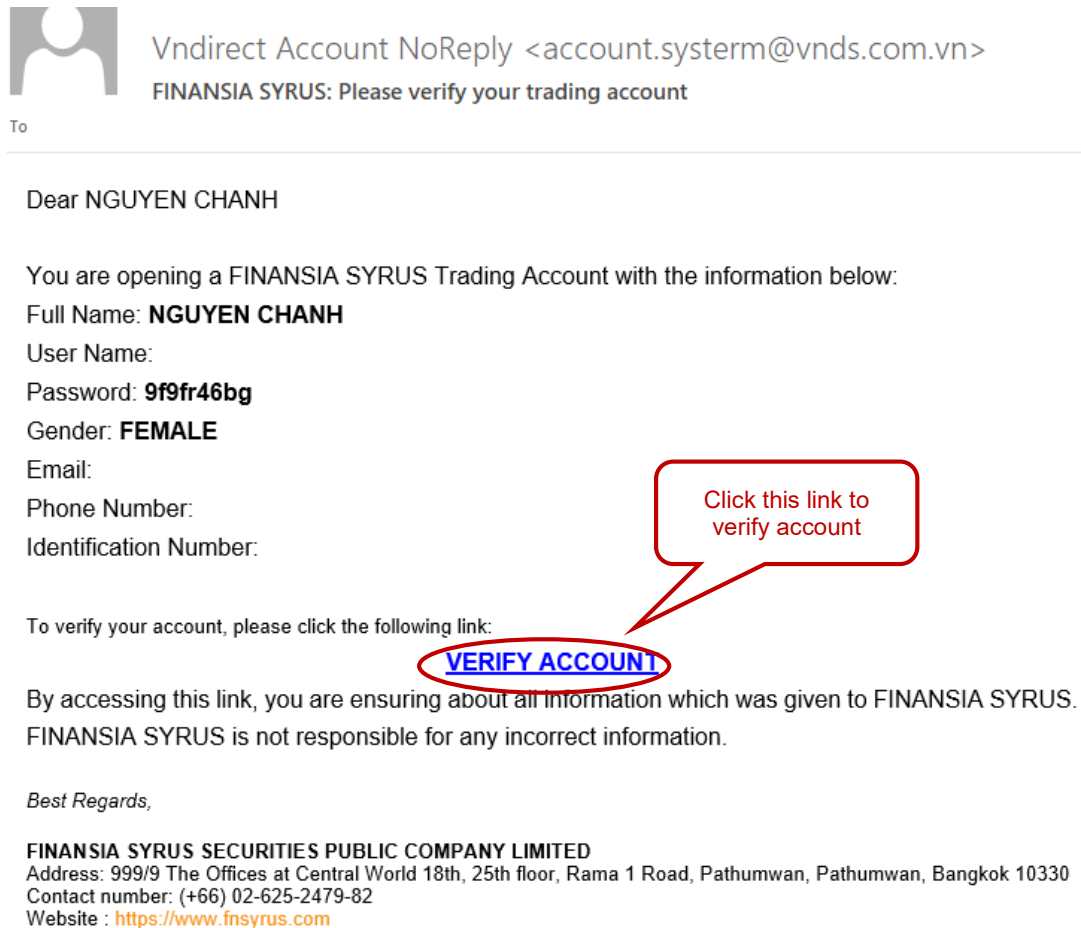 Vndirect Account NoReply <account.systerm@vnds.com.vn>
FINANSIA SYRUS: Please verify your trading account
To
Dear NGUYEN CHANH
You are opening a FINANSIA SYRUS Trading Account with the information below:
Full Name: NGUYEN CHANH
User Name:
Password: 9f9fr46bg
Gender: FEMALE
Email:
Phone Number:
Identification Number:
Click this link to
verify account
To verify your account, please click the following link:
VERIFY ACCOUNT
By accessing this link, you are ensuring about all information which was given to FINANSIA SYRUS.
FINANSIA SYRUS is not responsible for any incorrect information.
Best Regards,
FINANSIA SYRUS SECURITIES PUBLIC COMPANY LIMITED
Address: 999/9 The Offices at Central World 18th, 25th floor, Rama 1 Road, Pathumwan, Pathumwan, Bangkok 10330
Contact number: (+66) 02-625-2479-82
Website : https://www.fnsyrus.com